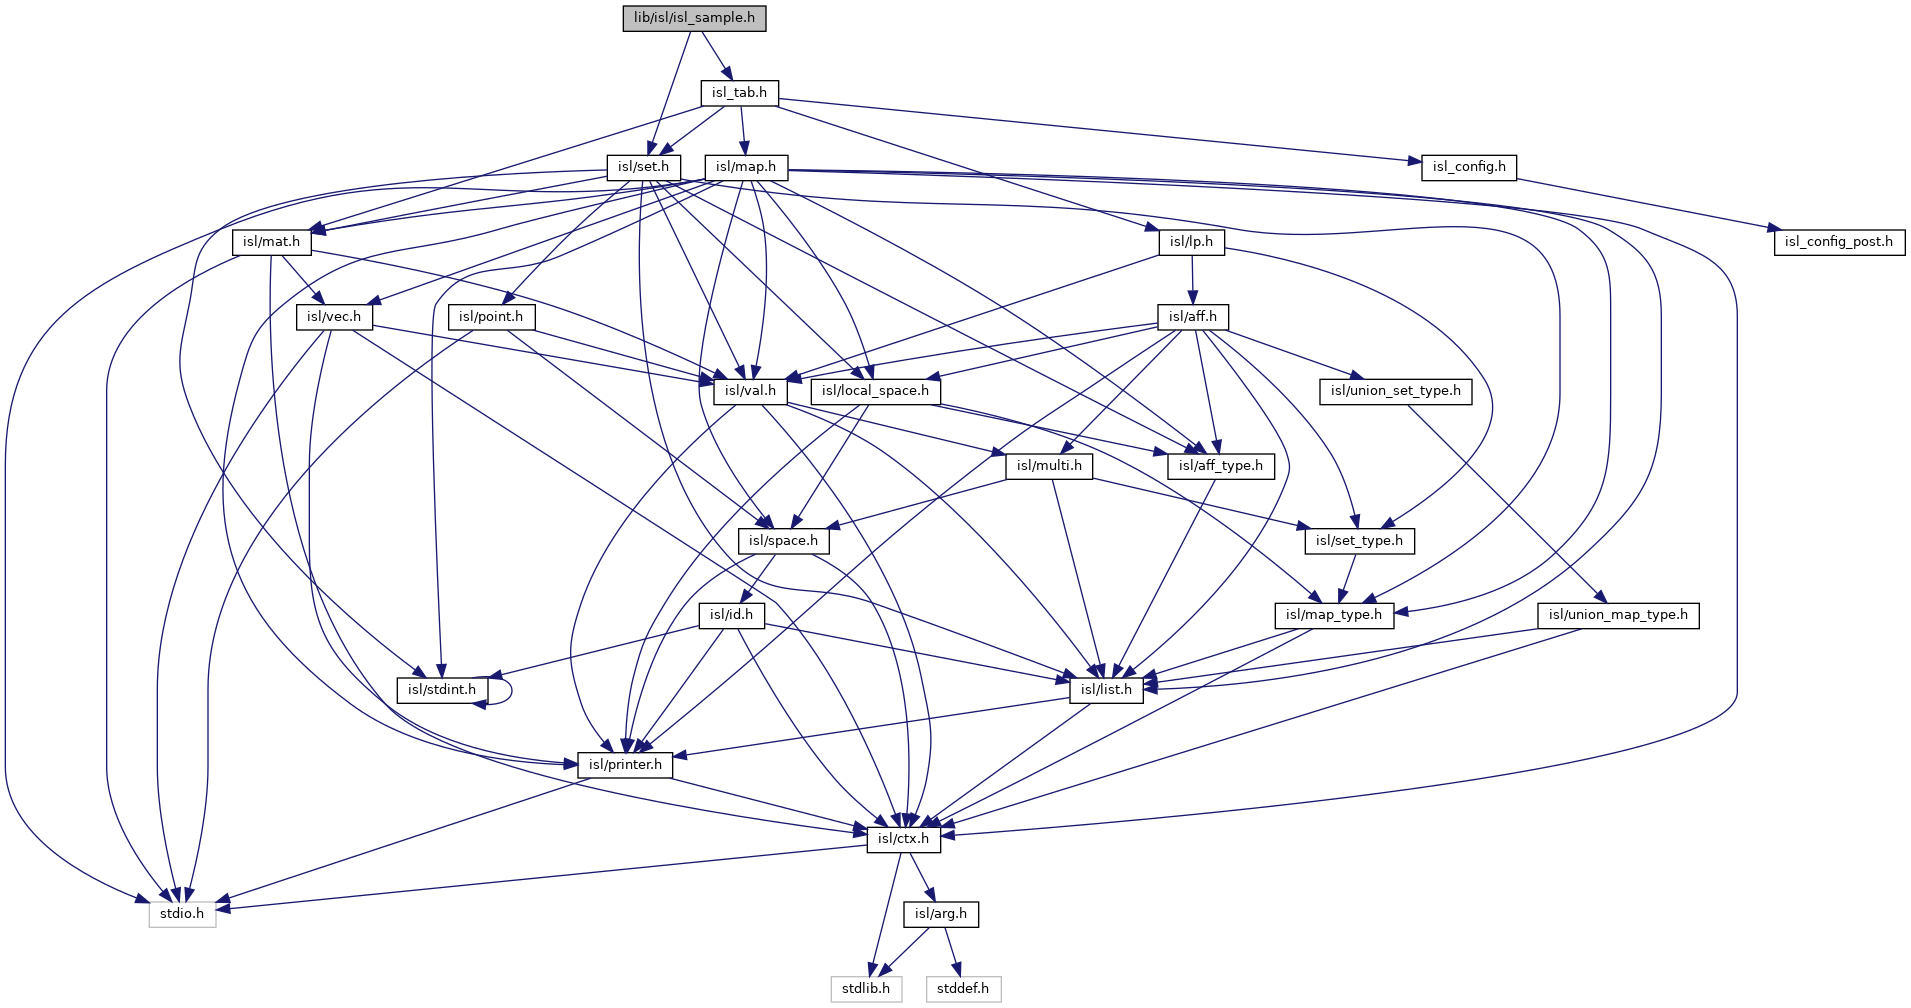 lib/isl/isl_sample.h
isl_tab.h
isl/set.h
isl/map.h
isl_config.h
isl/mat.h
isl/lp.h
isl_config_post.h
isl/vec.h
isl/point.h
isl/aff.h
isl/val.h
isl/local_space.h
isl/union_set_type.h
isl/multi.h
isl/aff_type.h
isl/space.h
isl/set_type.h
isl/id.h
isl/map_type.h
isl/union_map_type.h
isl/stdint.h
isl/list.h
isl/printer.h
isl/ctx.h
stdio.h
isl/arg.h
stdlib.h
stddef.h